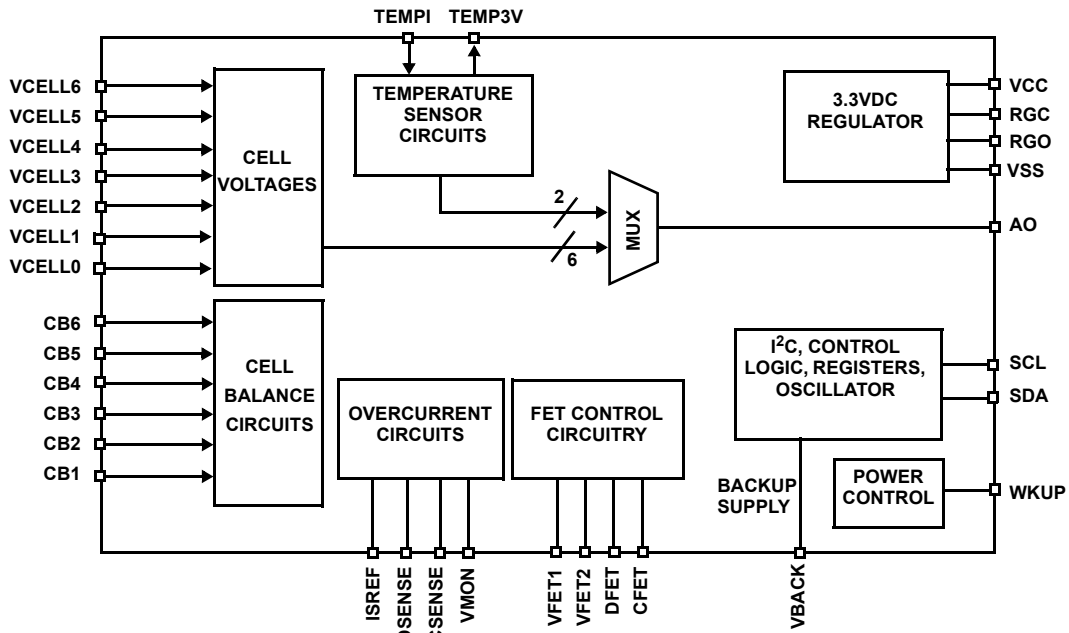 TEMPI TEMP3V
VCELL6
VCELL5
VCELL4
VCELL3
VCELL2
VCELL1
VCELL0
CELL
VOLTAGES
TEMPERATURE
SENSOR
CIRCUITS
2
6
MUX
3.3VDC
REGULATOR
VCC
RGC
RGO
VSS
AO
CB6
CB5
CB4
CB3
CB2
CB1
CELL
BALANCE
CIRCUITS
OVERCURRENT
CIRCUITS
FET CONTROL
CIRCUITRY
I²C, CONTROL
LOGIC, REGISTERS,
OSCILLATOR
SCL
SDA
BACKUP
SUPPLY
POWER
CONTROL
WKUP
ISREF
DSENSE
CSENSE
VMON
VFET1
VFET2
DFET
CFET
VBACK